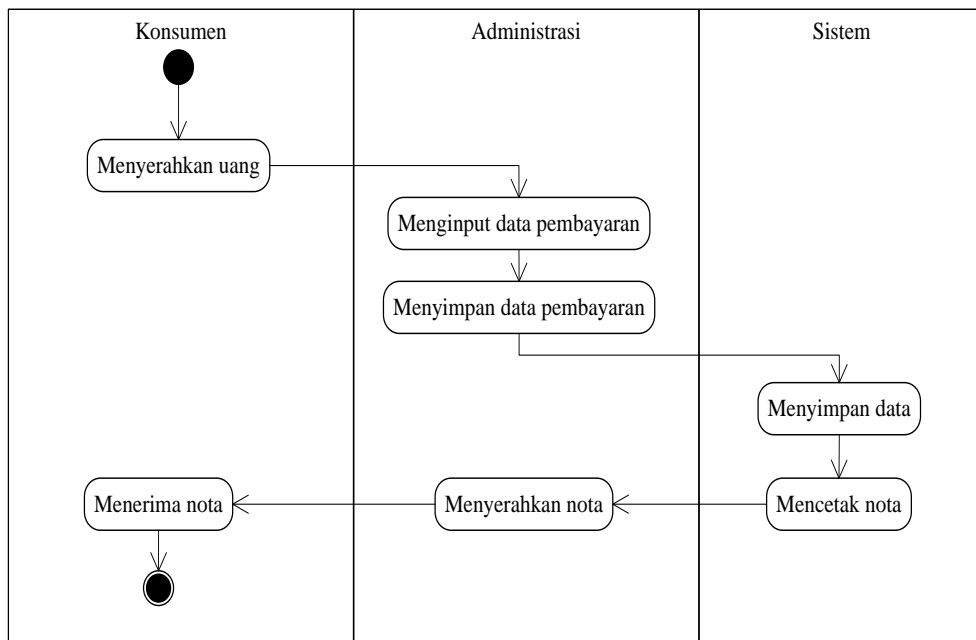 Konsumen
Administrasi
Sistem
Menyerahkan uang
Menginput data pembayaran
Menyimpan data pembayaran
Menyimpan data
Menerima nota
Menyerahkan nota
Mencetak nota